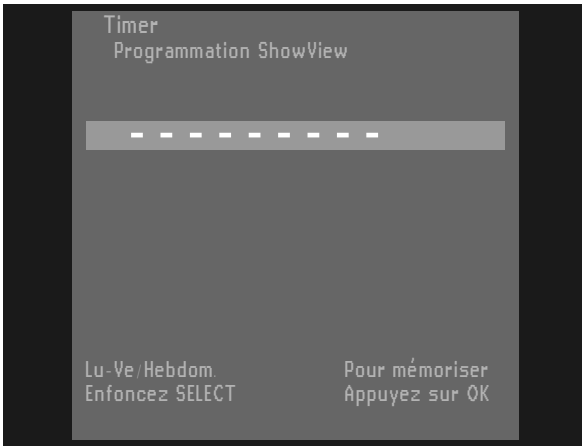 Timer
Programmation ShowView
- - - - - - - - -
Lu-Ve/Hebdom. Pour mémoriser
Enfoncez SELECT Appuyez sur OK